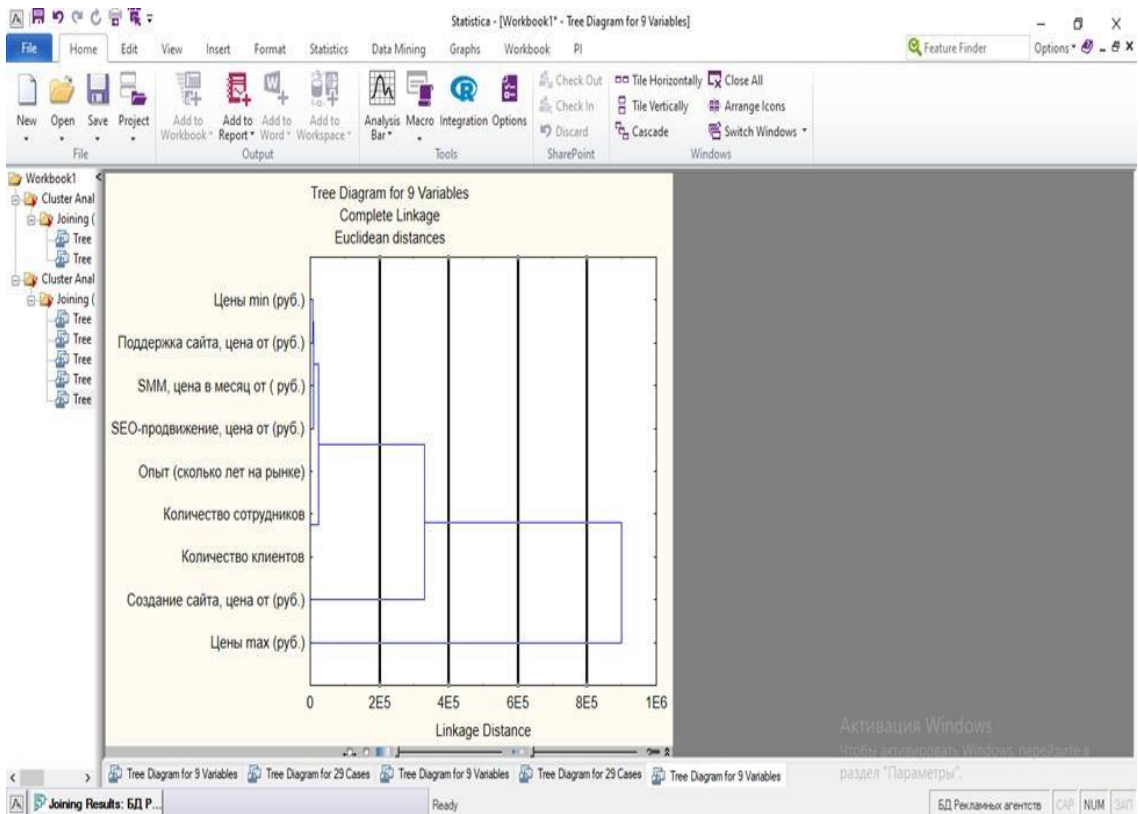 Statistica - [Workbook1* - Tree Diagram for 9 Variables]
File Home Edit View Insert Format Statistics Data Mining Graphs Workbook PI Feature Finder Options
New Open Save Project
Add to Workbook Add to Report Add to Word Add to Workspace
Analysis Bar Macro Integration Options
Check Out
Check In
Discard
Tile Horizontally
Tile Vertically
Cascade
Close All
Arrange Icons
Switch Windows
File Output Tools SharePoint Windows
Workbook1
Cluster Anal
Joining (
Tree
Tree
Cluster Anal
Joining (
Tree
Tree
Tree
Tree
Tree
Tree Diagram for 9 Variables
Complete Linkage
Euclidean distances
Цены min (руб.)
Поддержка сайта, цена от (руб.)
SMM, цена в месяц от ( руб.)
SEO-продвижение, цена от (руб.)
Опыт (сколько лет на рынке)
Количество сотрудников
Количество клиентов
Создание сайта, цена от (руб.)
Цены max (руб.)
0 2E5 4E5 6E5 8E5 1E6
Linkage Distance
Активация Windows
Чтобы активировать Windows, перейдите в
раздел "Параметры".
Tree Diagram for 9 Variables Tree Diagram for 29 Cases Tree Diagram for 9 Variables Tree Diagram for 29 Cases Tree Diagram for 9 Variables
Joining Results: БД Р... Ready БД Рекламных агентств CAP NUM ЗАП